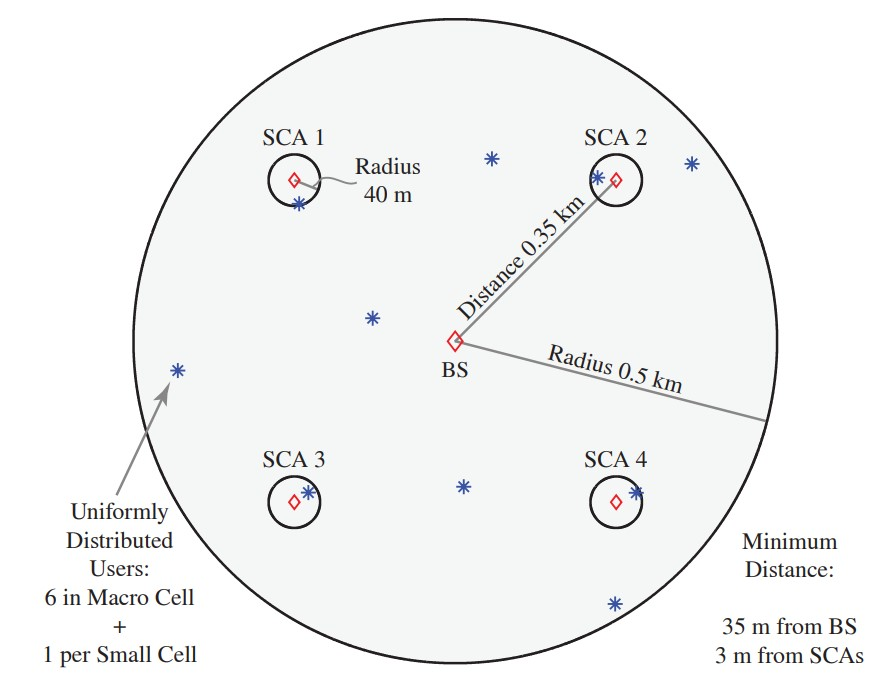 SCA 1
SCA 2
Radius
40 m
Distance 0.35 km
BS
Radius 0.5 km
SCA 3
SCA 4
Uniformly
Distributed
Users:
6 in Macro Cell
+
1 per Small Cell
Minimum
Distance:
35 m from BS
3 m from SCAs